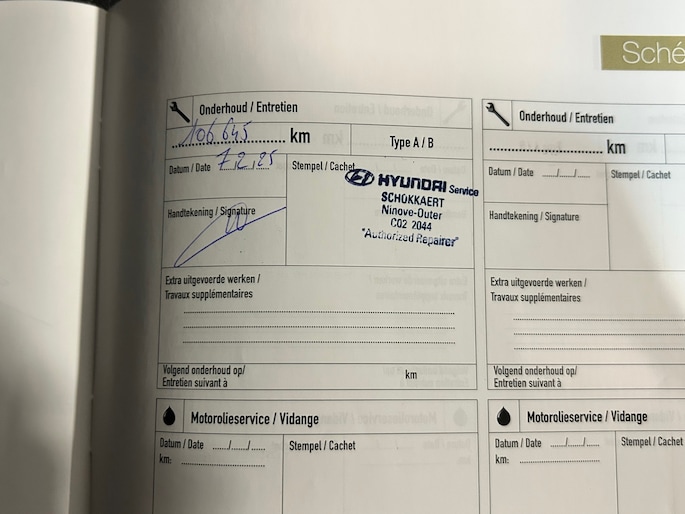 Sché
Onderhoud / Entretien
106 645 km
Type A / B
Datum / Date 7.2.25
Stempel / Cachet
HYUNDAI Service
SCHOKKAERT
Ninove-Outer
C02 2044
"Authorized Repairer"
Handtekening / Signature
Extra uitgevoerde werken /
Travaux supplémentaires
Volgend onderhoud op/
Entretien suivant à km
Motorolieservice / Vidange
Datum / Date ....../....../......
Stempel / Cachet
km:
Onderhoud / Entretien
km
Datum / Date ....../....../......
Stempel / Cachet
Handtekening / Signature
Extra uitgevoerde werken /
Travaux supplémentaires
Volgend onderhoud op/
Entretien suivant à
Motorolieservice / Vidange
Datum / Date ....../....../......
Stempel / Cachet
km: